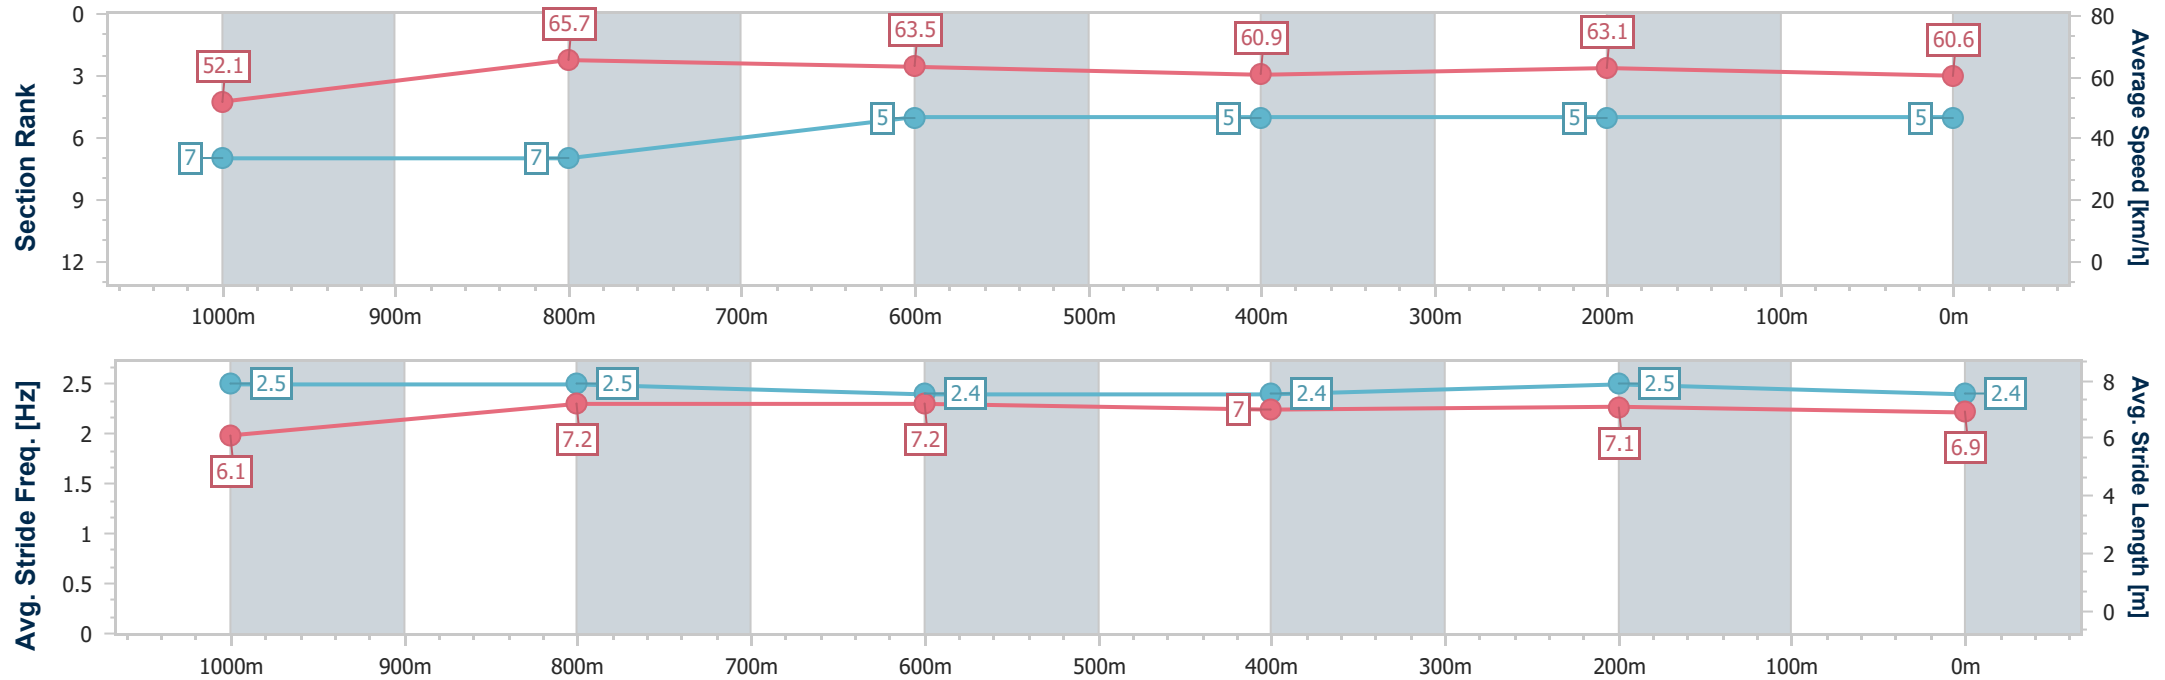 Section Rank
0
3
6
9
12
52.1
65.7
63.5
60.9
63.1
60.6
7
7
5
5
5
5
80
60
40
20
0
Average Speed [km/h]
1000m
900m
800m
700m
600m
500m
400m
300m
200m
100m
0m
Avg. Stride Freq. [Hz]
2.5
2
1.5
1
0.5
0
2.5
2.5
2.4
2.4
2.5
2.4
6.1
7.2
7.2
7
7.1
6.9
8
6
4
2
0
Avg. Stride Length [m]
1000m
900m
800m
700m
600m
500m
400m
300m
200m
100m
0m